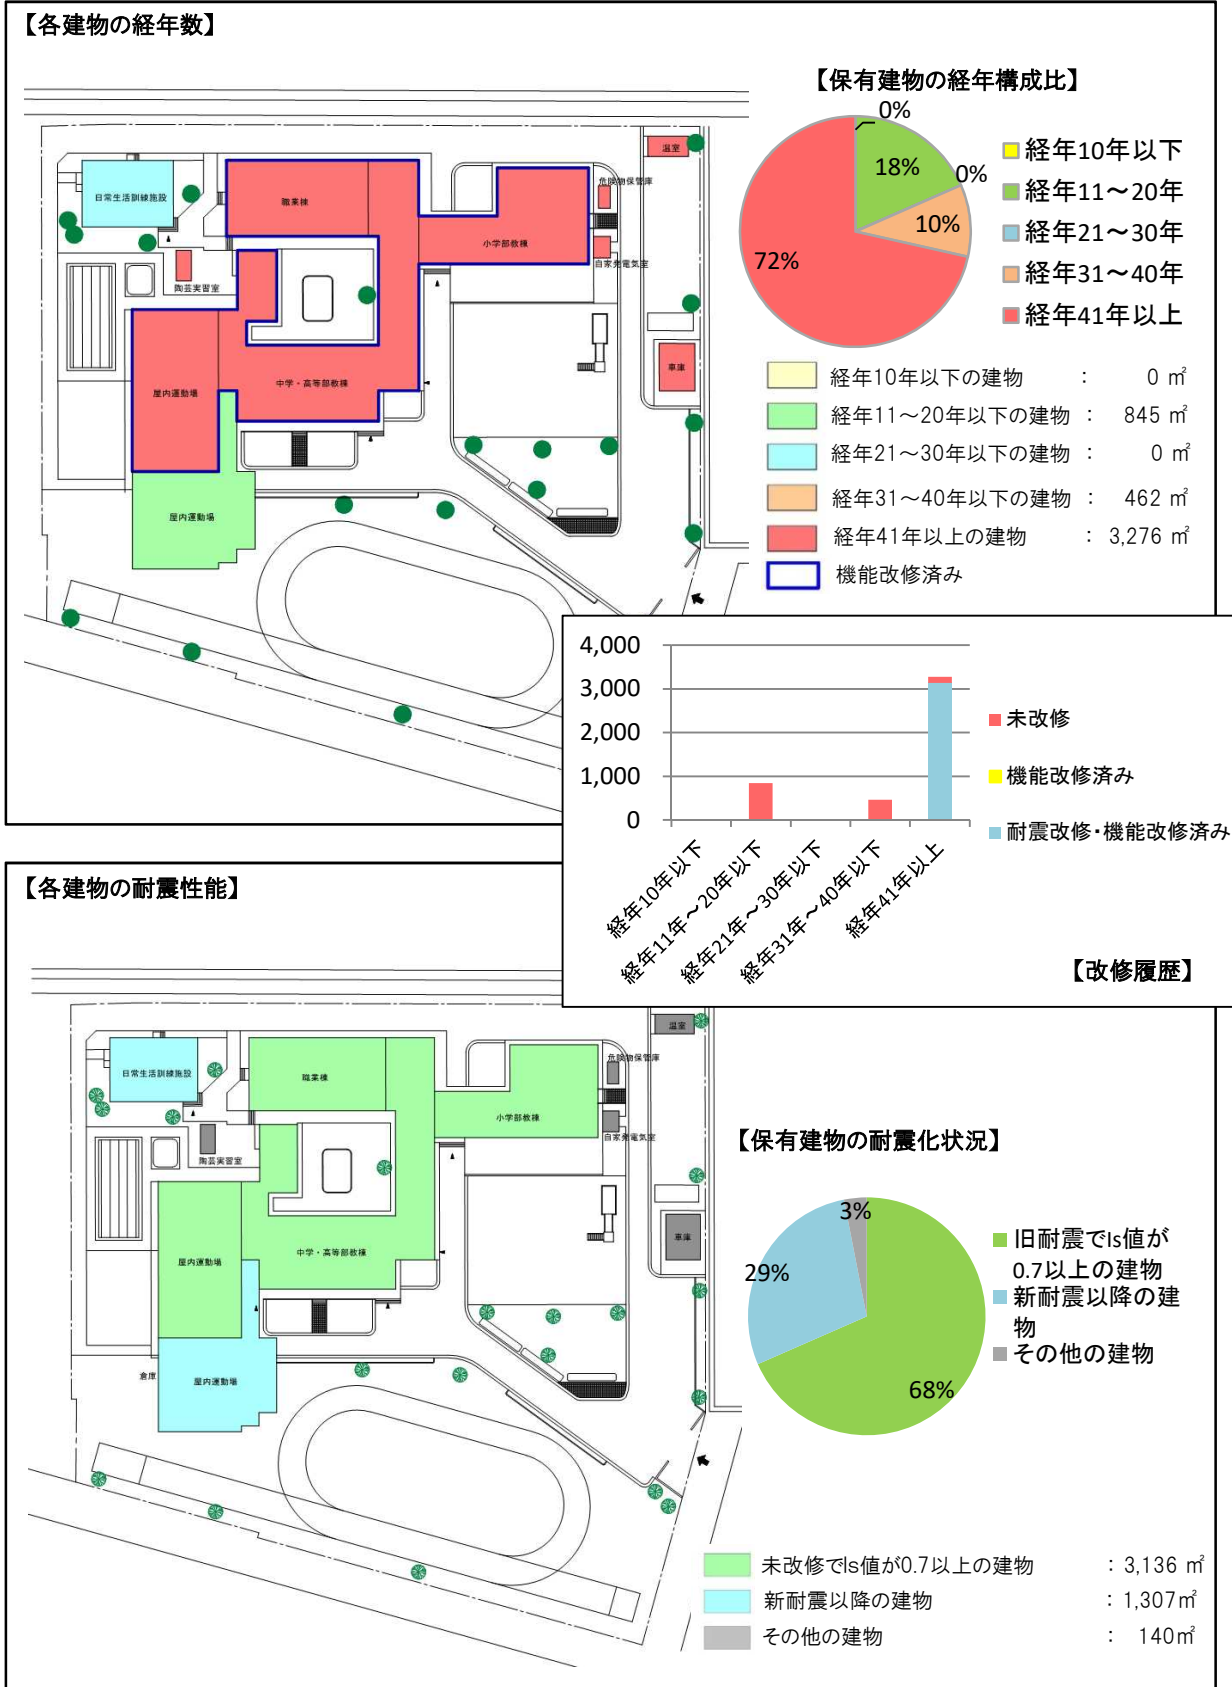 【各建物の経年数】
【保有建物の経年構成比】
0%
18%
0%
10%
72%
経年10年以下
経年11～20年
経年21～30年
経年31～40年
経年41年以上
経年10年以下の建物 ： 0 ㎡
経年11～20年以下の建物 ： 845 ㎡
経年21～30年以下の建物 ： 0 ㎡
経年31～40年以下の建物 ： 462 ㎡
経年41年以上の建物 ： 3,276 ㎡
機能改修済み
日常生活訓練施設
職業棟
小学部教棟
温室
危険物保管庫
自家発電気室
陶芸実習室
屋内運動場
中学・高等部教棟
車庫
屋内運動場
4,000
3,000
2,000
1,000
0
経年10年以下
経年11年～20年以下
経年21年～30年以下
経年31年～40年以下
経年41年以上
未改修
機能改修済み
耐震改修・機能改修済み
【改修履歴】
【各建物の耐震性能】
日常生活訓練施設
職業棟
小学部教棟
温室
危険物保管庫
自家発電気室
陶芸実習室
屋内運動場
中学・高等部教棟
車庫
倉庫
屋内運動場
【保有建物の耐震化状況】
3%
29%
68%
旧耐震でIs値が
0.7以上の建物
新耐震以降の建
物
その他の建物
未改修でIs値が0.7以上の建物 ： 3,136 ㎡
新耐震以降の建物 ： 1,307㎡
その他の建物 ： 140㎡